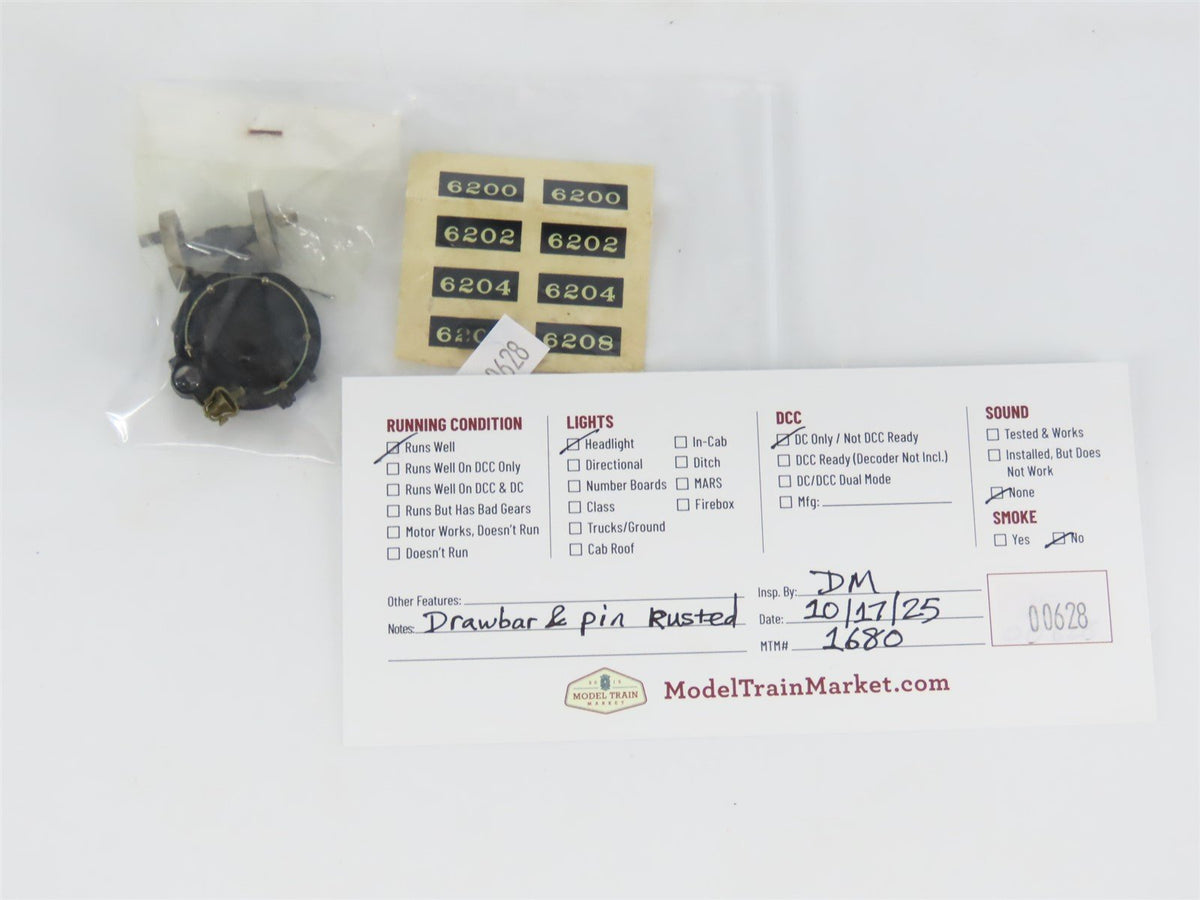 6200 6200
6202 6202
6204 6204
6208
0628
RUNNING CONDITION
Runs Well
Runs Well On DCC Only
Runs Well On DCC & DC
Runs But Has Bad Gears
Motor Works, Doesn't Run
Doesn't Run
LIGHTS
Headlight
Directional
Number Boards
Class
Trucks/Ground
Cab Roof
In-Cab
Ditch
MARS
Firebox
DCC
DC Only / Not DCC Ready
DCC Ready (Decoder Not Incl.)
DC/DCC Dual Mode
Mfg:
SOUND
Tested & Works
Installed, But Does
Not Work
None
SMOKE
Yes No
Other Features:
Notes: Drawbar & pin Rusted
Insp. By: DM
Date: 10/17/25
MTM# 1680
00628
MODEL TRAIN
MARKET
ModelTrainMarket.com